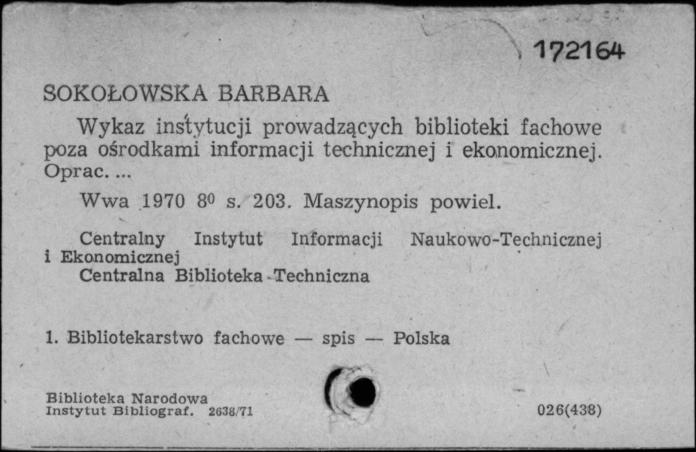 172164
SOKOŁOWSKA BARBARA
Wykaz instytucji prowadzących biblioteki fachowe
poza ośrodkami informacji technicznej i ekonomicznej.
Oprac. ...
Wwa 1970 8⁰ s. 203. Maszynopis powiel.
Centralny Instytut Informacji Naukowo-Technicznej
i Ekonomicznej
Centralna Biblioteka Techniczna
1. Bibliotekarstwo fachowe — spis — Polska
Biblioteka Narodowa
Instytut Bibliograf. 2638/71
026(438)